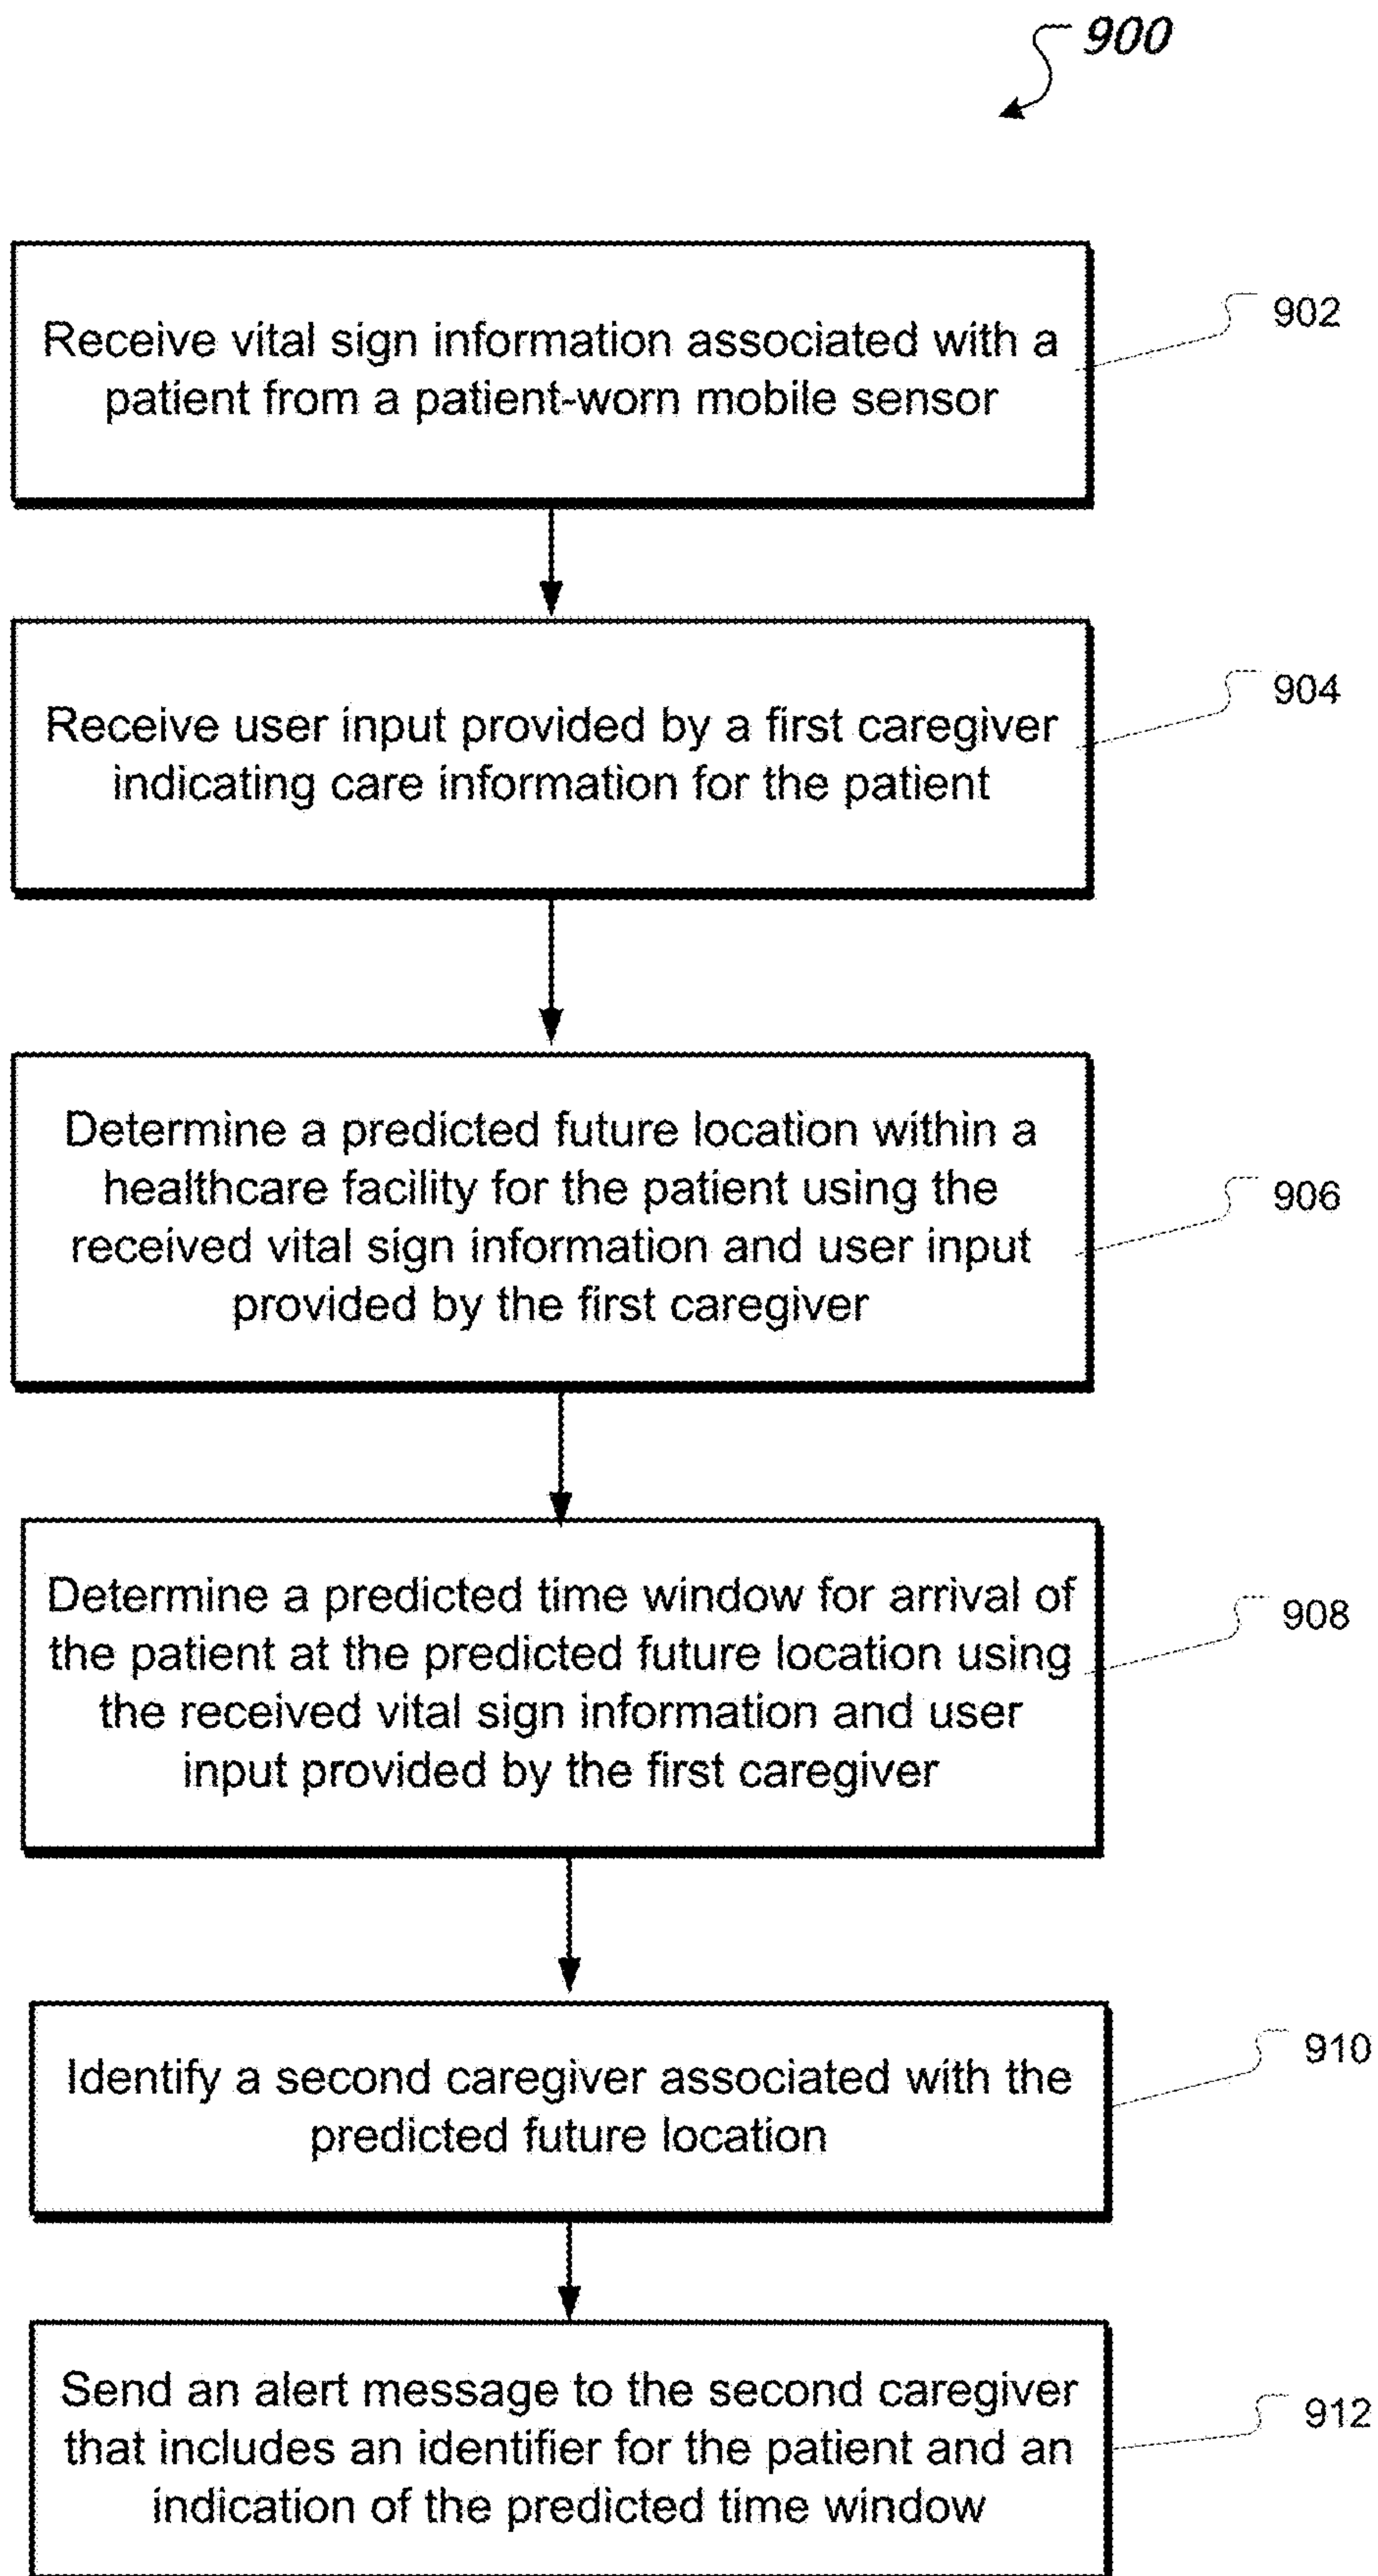 900
Receive vital sign information associated with a
patient from a patient-worn mobile sensor
902
Receive user input provided by a first caregiver
indicating care information for the patient
904
Determine a predicted future location within a
healthcare facility for the patient using the
received vital sign information and user input
provided by the first caregiver
906
Determine a predicted time window for arrival of
the patient at the predicted future location using
the received vital sign information and user
input provided by the first caregiver
908
Identify a second caregiver associated with the
predicted future location
910
Send an alert message to the second caregiver
that includes an identifier for the patient and an
indication of the predicted time window
912